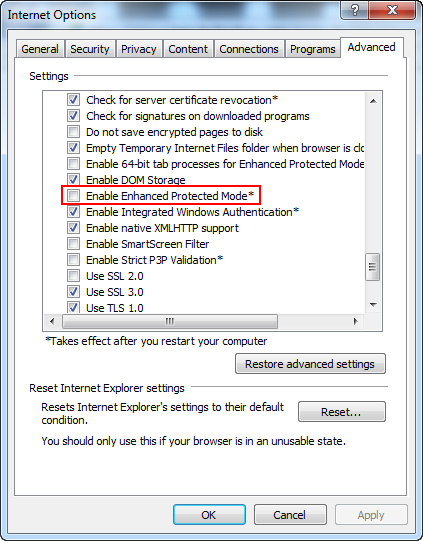 Internet Options
?
General Security Privacy Content Connections Programs Advanced
Settings
Check for server certificate revocation*
Check for signatures on downloaded programs
Do not save encrypted pages to disk
Empty Temporary Internet Files folder when browser is clo
Enable 64-bit tab processes for Enhanced Protected Mode
Enable DOM Storage
Enable Enhanced Protected Mode*
Enable Integrated Windows Authentication*
Enable native XMLHTTP support
Enable SmartScreen Filter
Enable Strict P3P Validation*
Use SSL 2.0
Use SSL 3.0
Use TLS 1.0
*Takes effect after you restart your computer
Restore advanced settings
Reset Internet Explorer settings
Resets Internet Explorer's settings to their default
condition.
Reset...
You should only use this if your browser is in an unusable state.
OK Cancel Apply